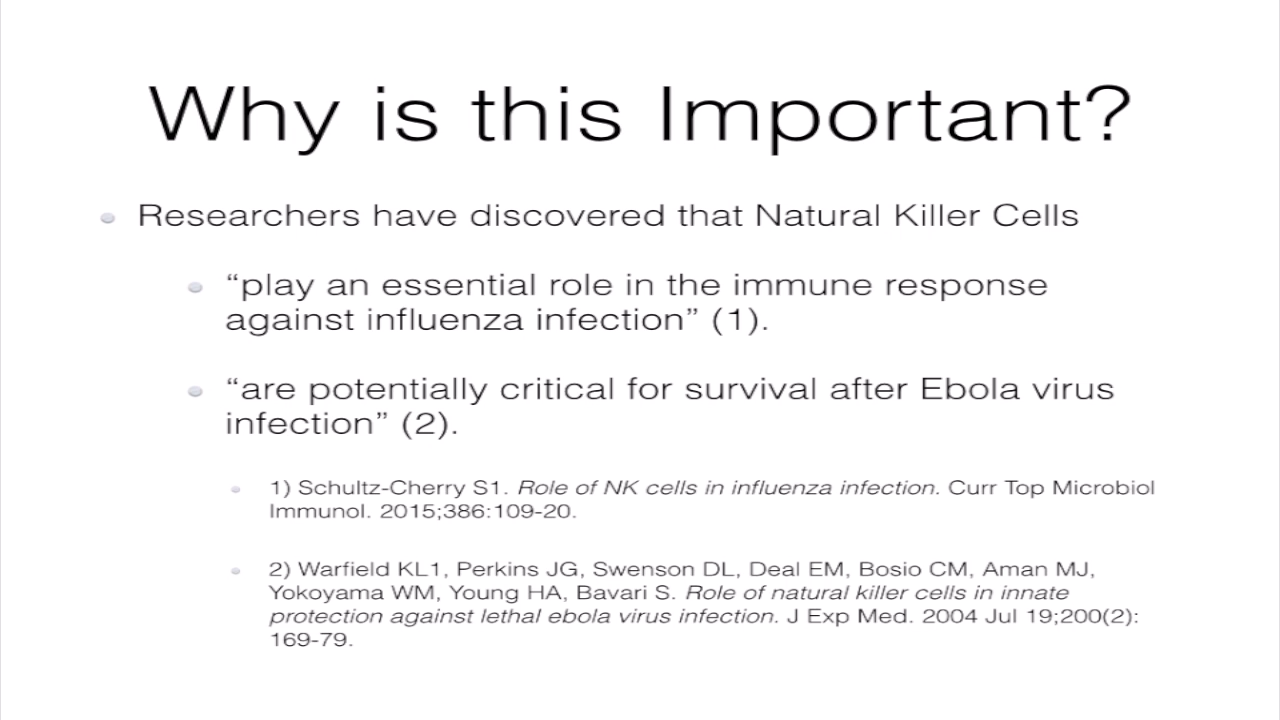 Why is this Important?
Researchers have discovered that Natural Killer Cells
“play an essential role in the immune response
against influenza infection” (1).
“are potentially critical for survival after Ebola virus
infection” (2).
1) Schultz-Cherry S1. Role of NK cells in influenza infection. Curr Top Microbiol
Immunol. 2015;386:109-20.
2) Warfield KL1, Perkins JG, Swenson DL, Deal EM, Bosio CM, Aman MJ,
Yokoyama WM, Young HA, Bavari S. Role of natural killer cells in innate
protection against lethal ebola virus infection. J Exp Med. 2004 Jul 19;200(2):
169-79.